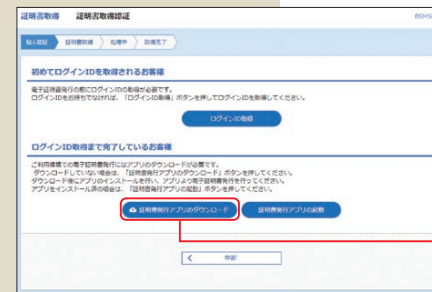 証明書取得　証明書取得認証　BSMS
個人認証　証明書取得　処理中　取得完了
初めてログインIDを取得されるお客様
電子証明書発行の前にログインIDの取得が必要です。
ログインIDをお持ちでなければ、「ログインID取得」ボタンを押してログインIDを取得してください。
ログインID取得
ログインID取得まで完了しているお客様
ご利用環境での電子証明書発行にはアプリのダウンロードが必要です。
ダウンロードしていない場合は、「証明書発行アプリのダウンロード」ボタンを押してください。
ダウンロード後にアプリのインストールを行い、アプリより電子証明書発行を行ってください。
アプリをインストール済の場合は、「証明書発行アプリの起動」ボタンを押してください。
証明書発行アプリのダウンロード　証明書発行アプリの起動
中断